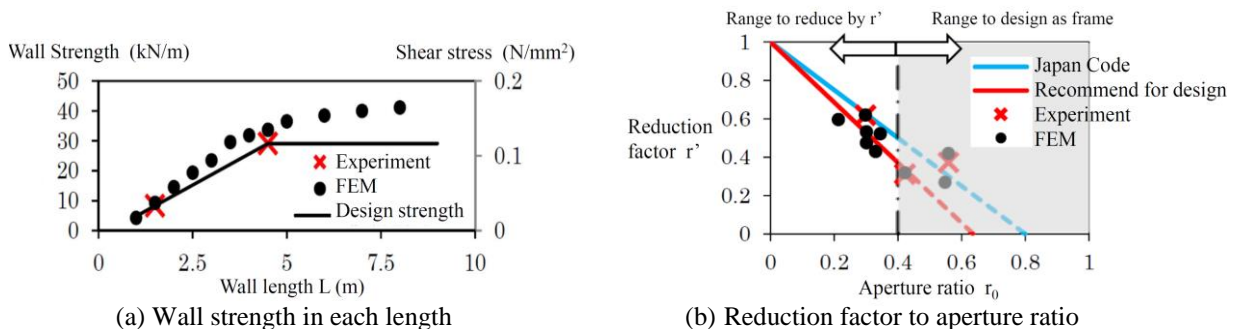 Wall Strength (kN/m)
Shear stress (N/mm²)
50
40
30
20
10
0
0.2
0.1
0
Experiment
FEM
Design strength
0
2.5
5
7.5
10
Wall length L (m)
(a) Wall strength in each length
Range to reduce by r’
Range to design as frame
Reduction
factor r’
1
0.8
0.6
0.4
0.2
0
Japan Code
Recommend for design
Experiment
FEM
0
0.2
0.4
0.6
0.8
1
Aperture ratio r₀
(b) Reduction factor to aperture ratio